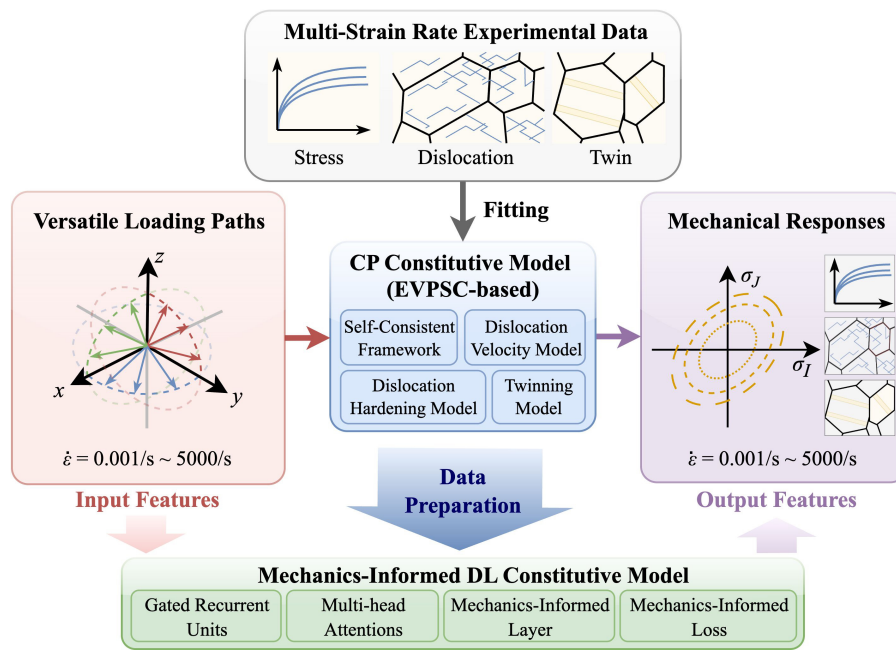 Multi-Strain Rate Experimental Data
Stress
Dislocation
Twin
Fitting
Versatile Loading Paths
z
x
y
ε̇ = 0.001/s ~ 5000/s
Input Features
CP Constitutive Model
(EVPSC-based)
Self-Consistent
Framework
Dislocation
Velocity Model
Dislocation
Hardening Model
Twinning
Model
Mechanical Responses
σ_J
σ_I
ε̇ = 0.001/s ~ 5000/s
Output Features
Data
Preparation
Mechanics-Informed DL Constitutive Model
Gated Recurrent
Units
Multi-head
Attentions
Mechanics-Informed
Layer
Mechanics-Informed
Loss